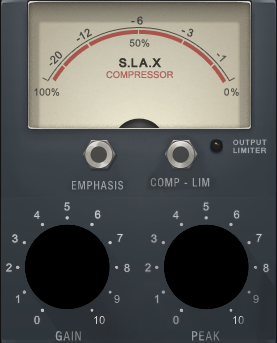 -20 -12 -6 -3 -1
50%
S.LA.X
COMPRESSOR
100% 0%
OUTPUT
LIMITER
EMPHASIS COMP - LIM
0 1 2 3 4 5 6 7 8 9 10
0 1 2 3 4 5 6 7 8 9 10
GAIN PEAK